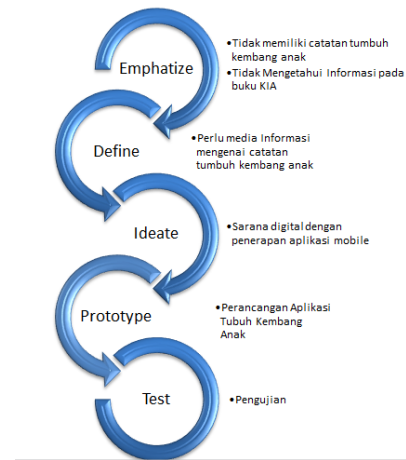 Emphatize
•Tidak memiliki catatan tumbuh
kembang anak
•Tidak Mengetahui Informasi pada
buku KIA
Define
•Perlu media Informasi
mengenai catatan
tumbuh kembang anak
Ideate
•Sarana digital dengan
penerapan aplikasi mobile
Prototype
•Perancangan Aplikasi
Tubuh Kembang
Anak
Test
•Pengujian